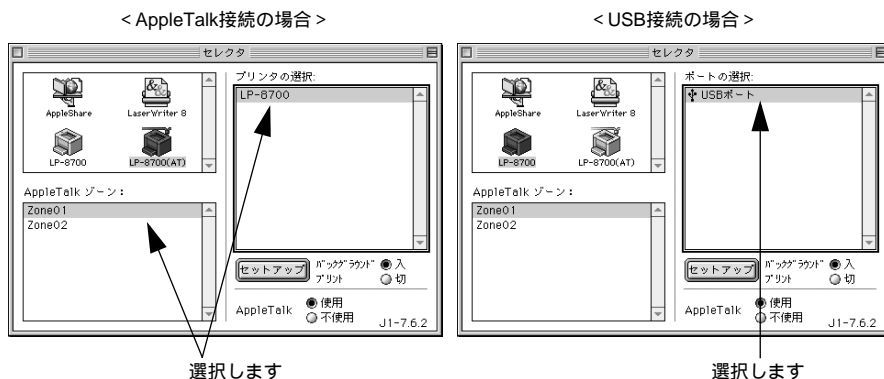 ＜AppleTalk接続の場合＞
セレクタ
AppleShare
LaserWriter 8
LP-8700
LP-8700(AT)
AppleTalk ゾーン：
Zone01
Zone02
プリンタの選択:
LP-8700
セットアップ
ﾊﾞｯｸｸﾞﾗｳﾝﾄﾞ
ﾌﾟﾘﾝﾄ
入
切
AppleTalk
使用
不使用
J1-7.6.2
選択します
＜USB接続の場合＞
セレクタ
AppleShare
LaserWriter 8
LP-8700
LP-8700(AT)
AppleTalk ゾーン：
Zone01
Zone02
ポートの選択:
USBポート
セットアップ
ﾊﾞｯｸｸﾞﾗｳﾝﾄﾞ
ﾌﾟﾘﾝﾄ
入
切
AppleTalk
使用
不使用
J1-7.6.2
選択します